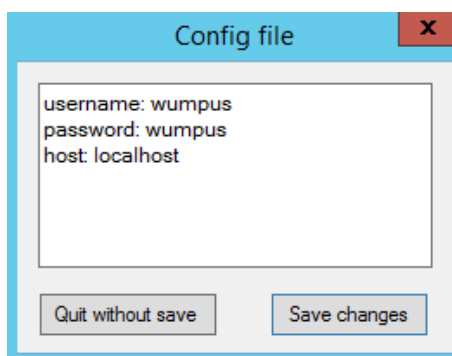 Config file
x
username: wumpus
password: wumpus
host: localhost
Quit without save
Save changes